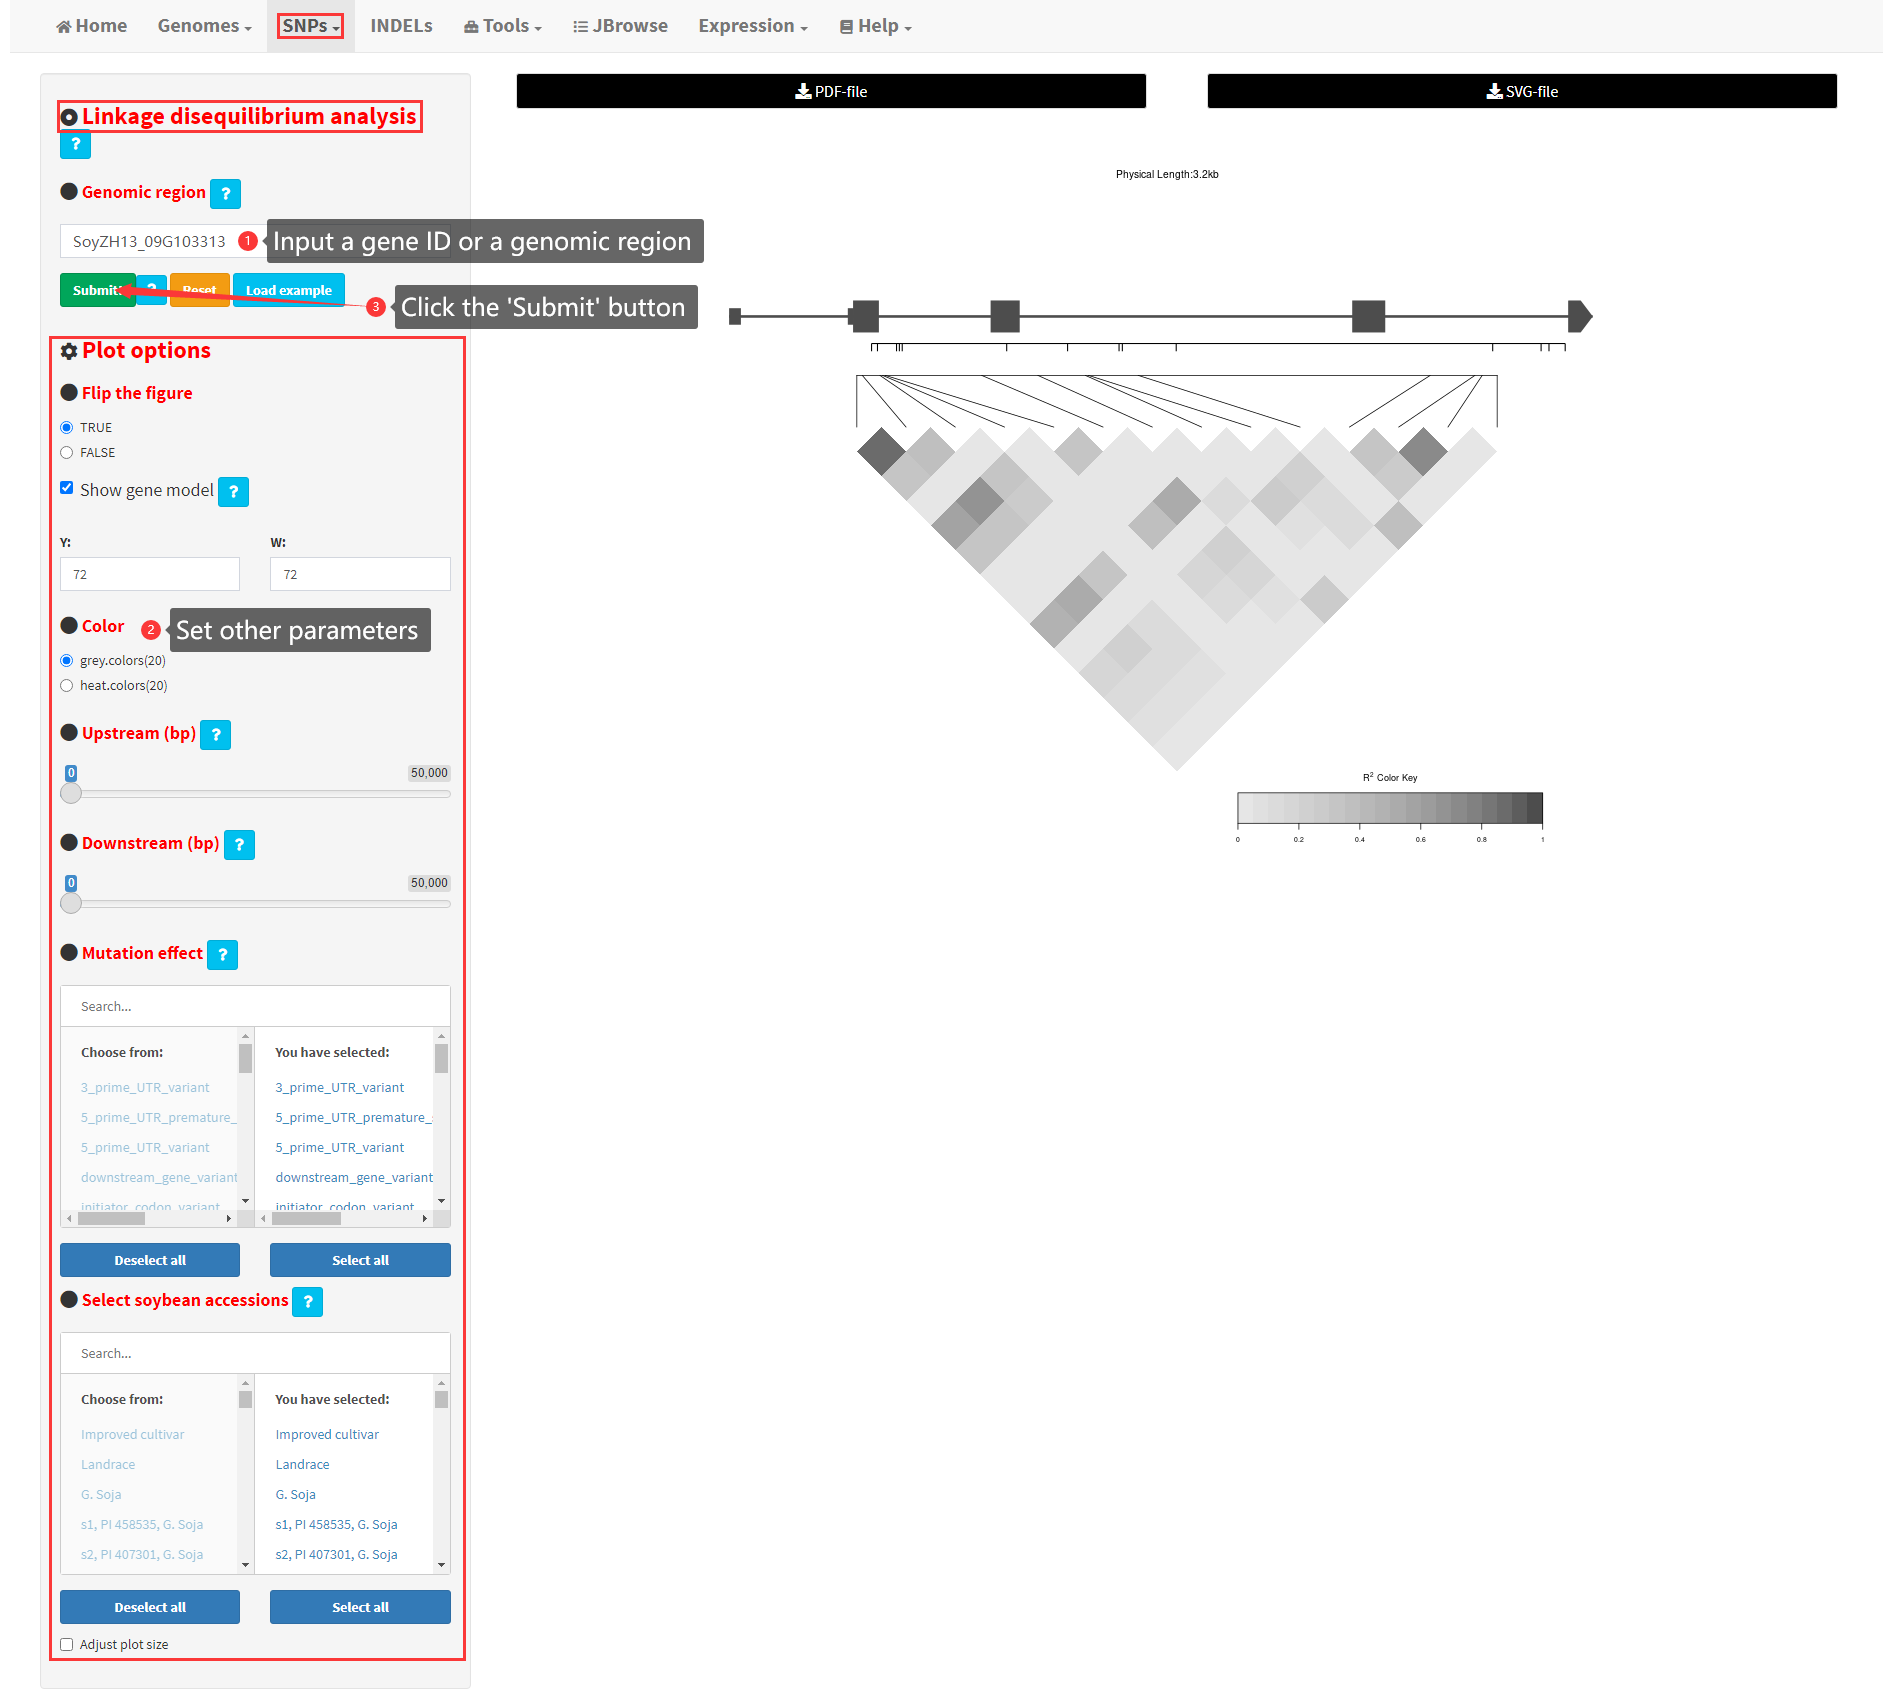 Home Genomes SNPs INDELs Tools JBrowse Expression Help
PDF-file SVG-file
Linkage disequilibrium analysis
?
Physical Length:3.2kb
Genomic region ?
SoyZH13_09G103313 1 Input a gene ID or a genomic region
Submit! ? Reset Load example
3 Click the 'Submit' button
Plot options
Flip the figure
TRUE
FALSE
Show gene model ?
Y: W:
72 72
Color 2 Set other parameters
grey.colors(20)
heat.colors(20)
Upstream (bp) ?
0 50,000
R2 Color Key
0 0.2 0.4 0.6 0.8 1
Downstream (bp) ?
0 50,000
Mutation effect ?
Search...
Choose from:
3_prime_UTR_variant
5_prime_UTR_premature_
5_prime_UTR_variant
downstream_gene_variant
initiator_codon_variant
You have selected:
3_prime_UTR_variant
5_prime_UTR_premature_
5_prime_UTR_variant
downstream_gene_variant
initiator_codon_variant
Deselect all Select all
Select soybean accessions ?
Search...
Choose from:
Improved cultivar
Landrace
G. Soja
s1, PI 458535, G. Soja
s2, PI 407301, G. Soja
You have selected:
Improved cultivar
Landrace
G. Soja
s1, PI 458535, G. Soja
s2, PI 407301, G. Soja
Deselect all Select all
Adjust plot size